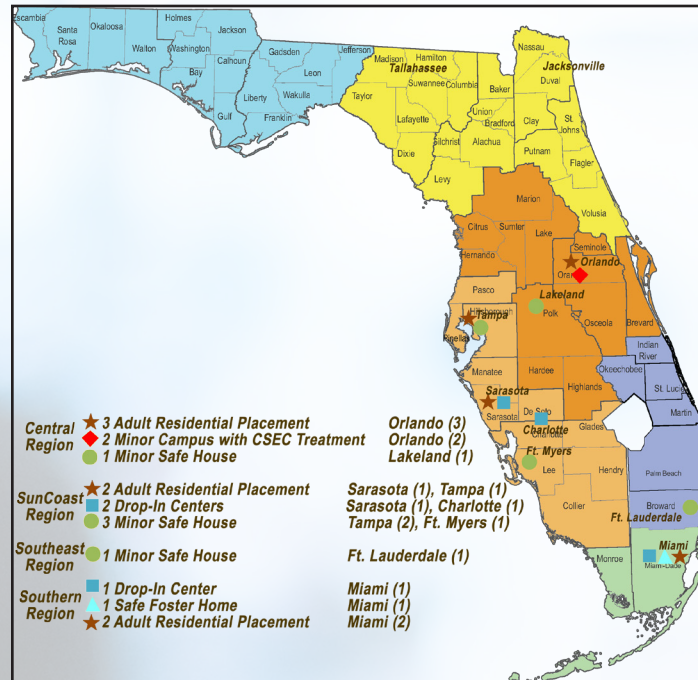 Escambia
Santa Rosa
Okaloosa
Walton
Holmes
Washington
Bay
Jackson
Calhoun
Gulf
Gadsden
Liberty
Franklin
Leon
Wakulla
Jefferson
Madison
Taylor
Hamilton
Tallahassee
Suwannee
Columbia
Lafayette
Dixie
Gilchrist
Levy
Nassau
Jacksonville
Duval
Baker
Union
Bradford
Clay
St. Johns
Alachua
Putnam
Flagler
Volusia
Marion
Citrus
Sumter
Lake
Hernando
Seminole
Orlando
Pasco
Hillsborough
Tampa
Pinellas
Lakeland
Polk
Osceola
Brevard
Indian River
Okeechobee
St. Lucie
Martin
Manatee
Hardee
Highlands
Sarasota
Sarasota
De Soto
Charlotte
Charlotte
Glades
Ft. Myers
Lee
Hendry
Palm Beach
Collier
Broward
Ft. Lauderdale
Monroe
Miami
Miami-Dade
Central Region
3 Adult Residential Placement Orlando (3)
2 Minor Campus with CSEC Treatment Orlando (2)
1 Minor Safe House Lakeland (1)
SunCoast Region
2 Adult Residential Placement Sarasota (1), Tampa (1)
2 Drop-In Centers Sarasota (1), Charlotte (1)
3 Minor Safe House Tampa (2), Ft. Myers (1)
Southeast Region
1 Minor Safe House Ft. Lauderdale (1)
Southern Region
1 Drop-In Center Miami (1)
1 Safe Foster Home Miami (1)
2 Adult Residential Placement Miami (2)